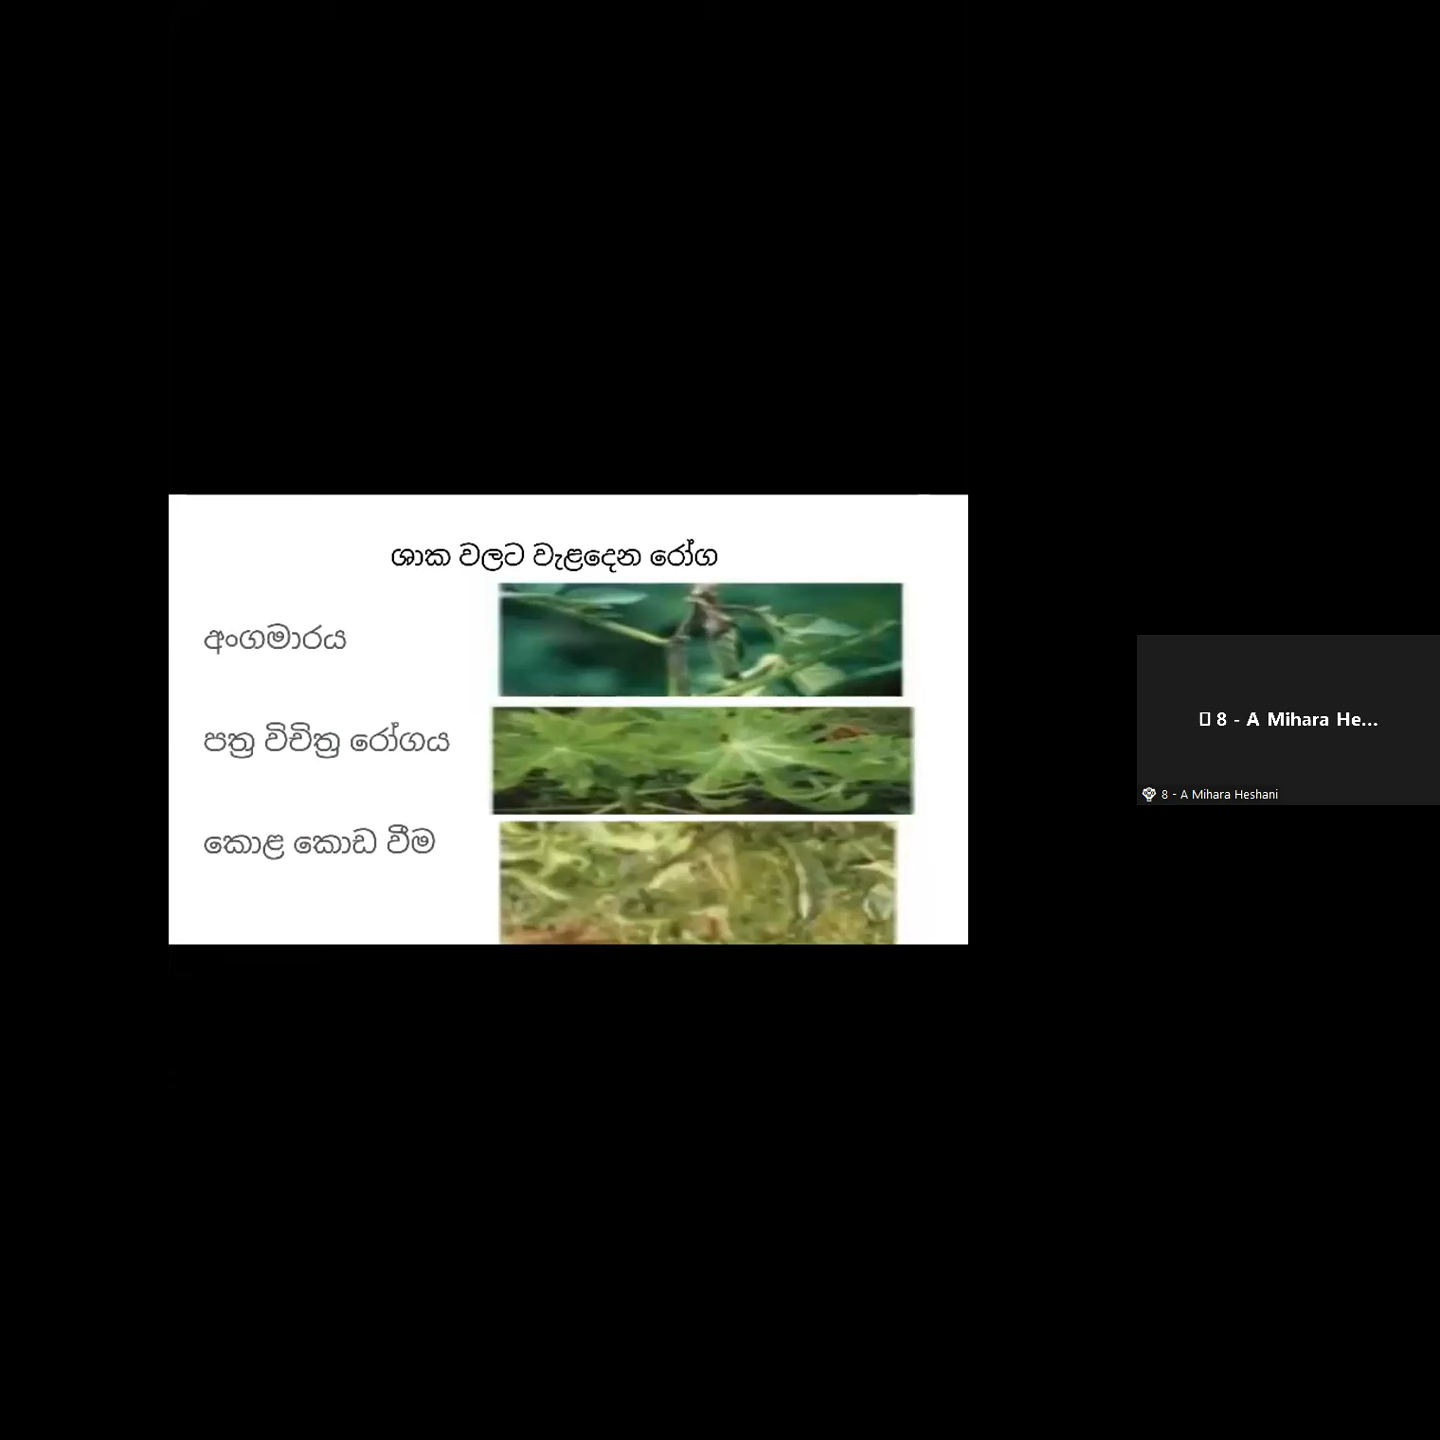 ශාක වලට වැළදෙන රෝග
අංගමාරය
පත්‍ර විචිත්‍ර රෝගය
කොළ කොඩ වීම
8 - A Mihara He...
8 - A Mihara Heshani